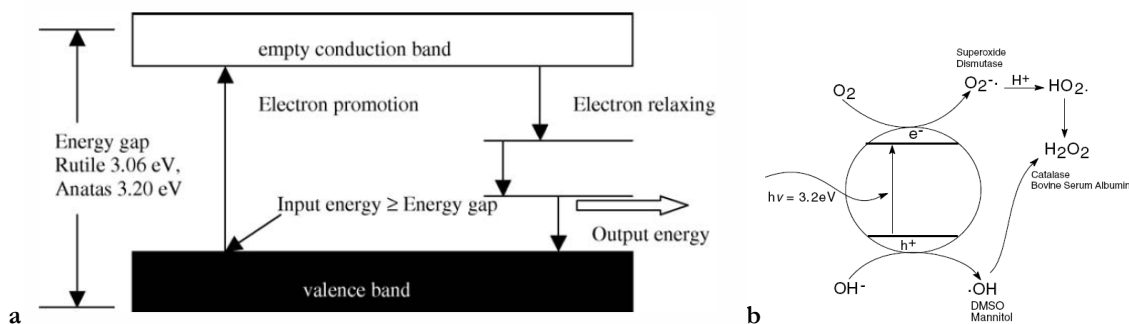 empty conduction band
Electron promotion
Electron relaxing
Energy gap
Rutile 3.06 eV,
Anatas 3.20 eV
Input energy ≥ Energy gap
Output energy
valence band
a
Superoxide
Dismutase
O2
O2-·
H+
HO2·
e-
H2O2
Catalase
Bovine Serum Albumin
hν = 3.2eV
h+
OH-
·OH
DMSO
Mannitol
b